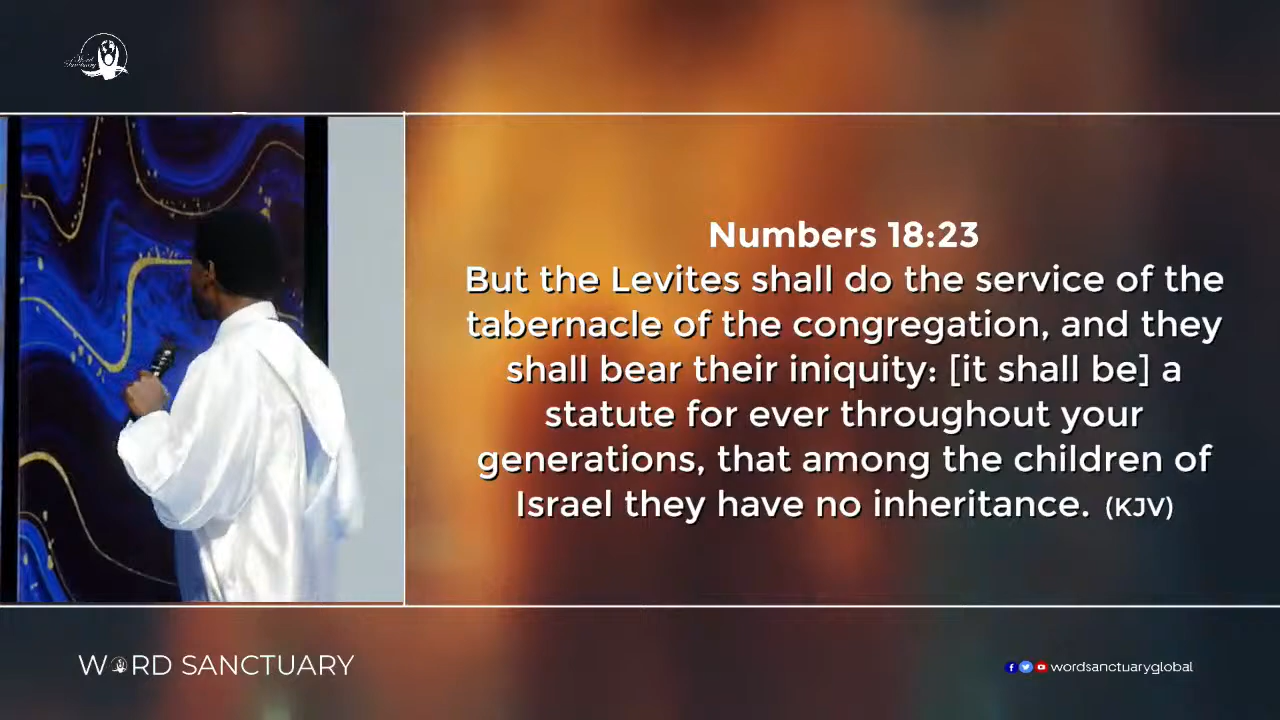 Word
Sanctuary
Numbers 18:23
But the Levites shall do the service of the
tabernacle of the congregation, and they
shall bear their iniquity: [it shall be] a
statute for ever throughout your
generations, that among the children of
Israel they have no inheritance. (KJV)
WORD SANCTUARY
wordsanctuaryglobal